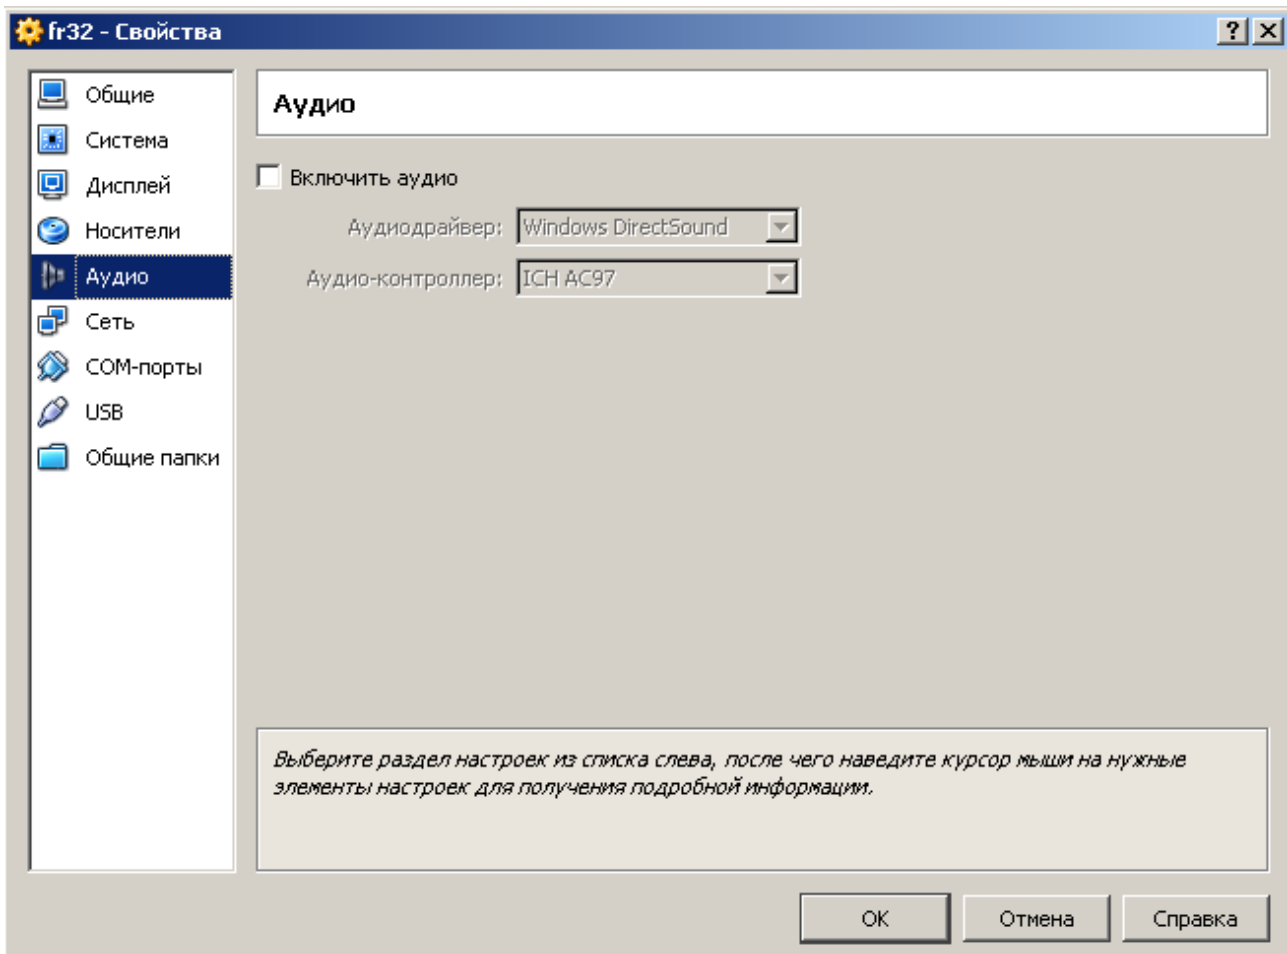 fr32 - Свойства
Общие
Система
Дисплей
Носители
Аудио
Сеть
COM-порты
USB
Общие папки
Аудио
Включить аудио
Аудиодрайвер: Windows DirectSound
Аудио-контроллер: ICH AC97
Выберите раздел настроек из списка слева, после чего наведите курсор мыши на нужные
элементы настроек для получения подробной информации.
OK
Отмена
Справка